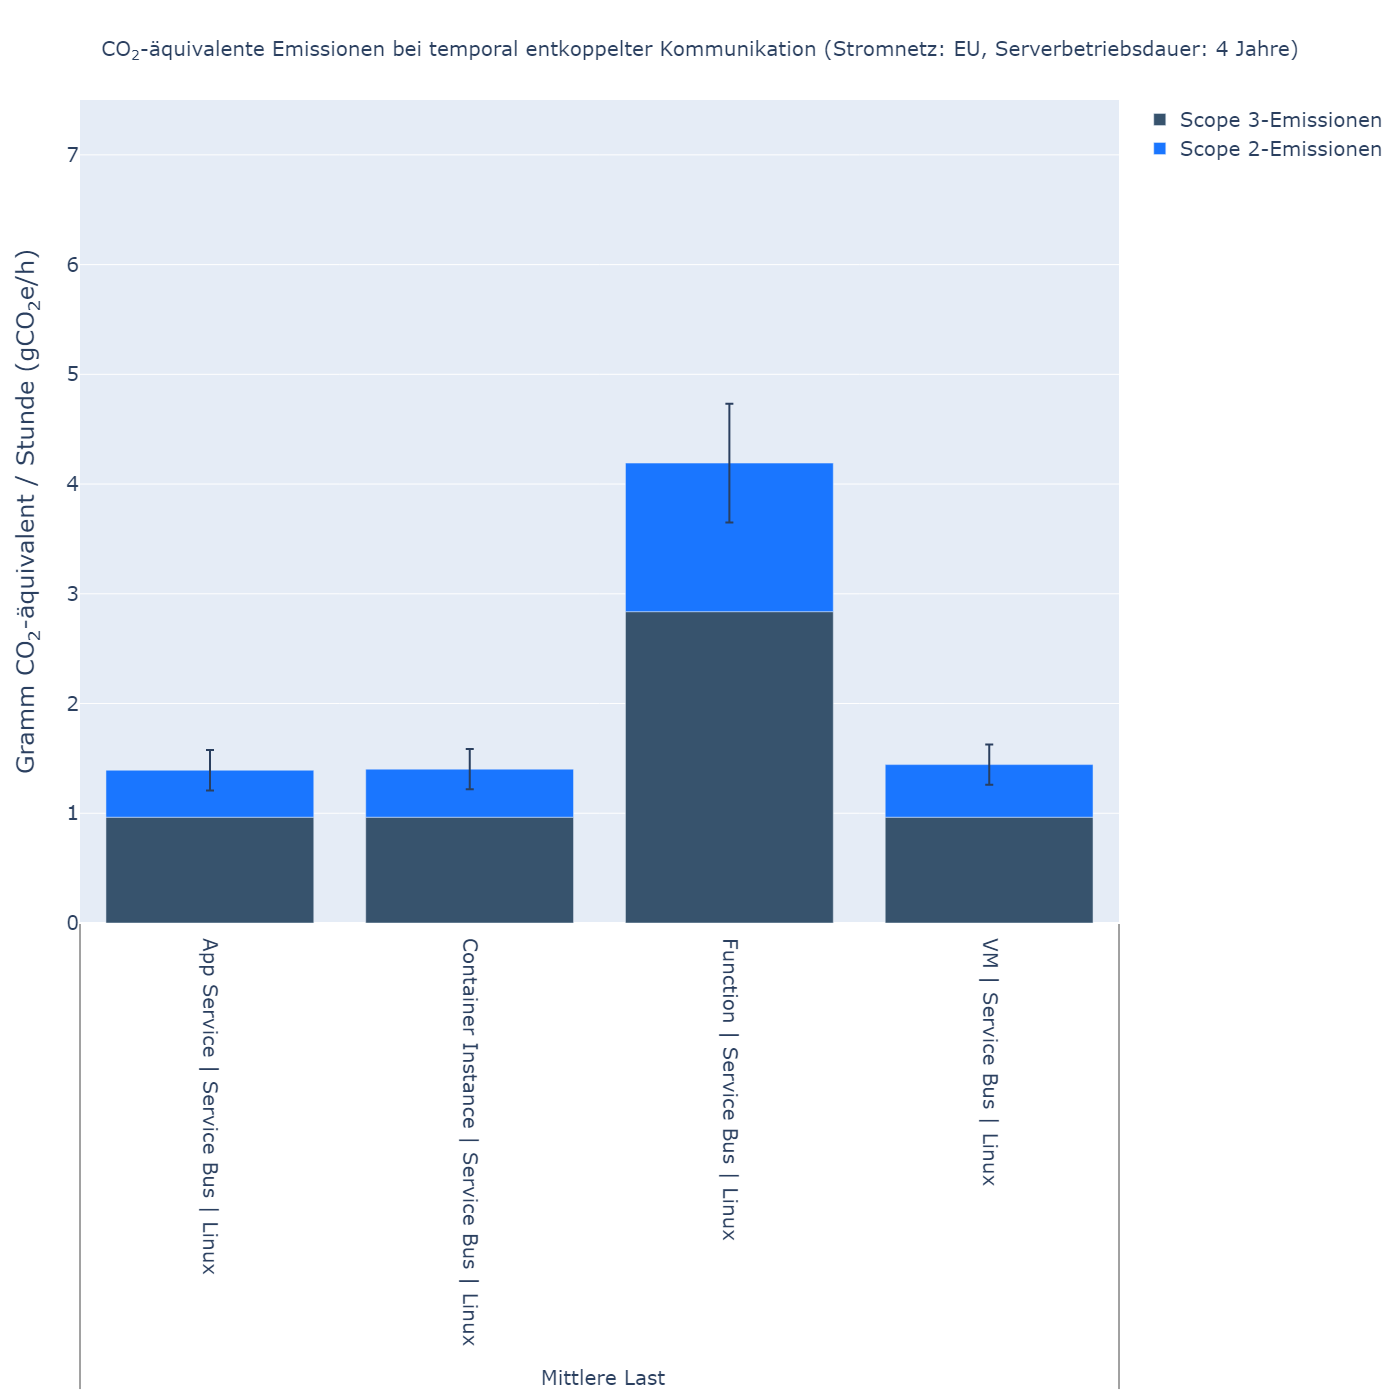 CO₂-äquivalente Emissionen bei temporal entkoppelter Kommunikation (Stromnetz: EU, Serverbetriebsdauer: 4 Jahre)
Scope 3-Emissionen
Scope 2-Emissionen
Gramm CO₂-äquivalent / Stunde (gCO₂e/h)
7
6
5
4
3
2
1
0
App Service | Service Bus | Linux
Container Instance | Service Bus | Linux
Function | Service Bus | Linux
VM | Service Bus | Linux
Mittlere Last